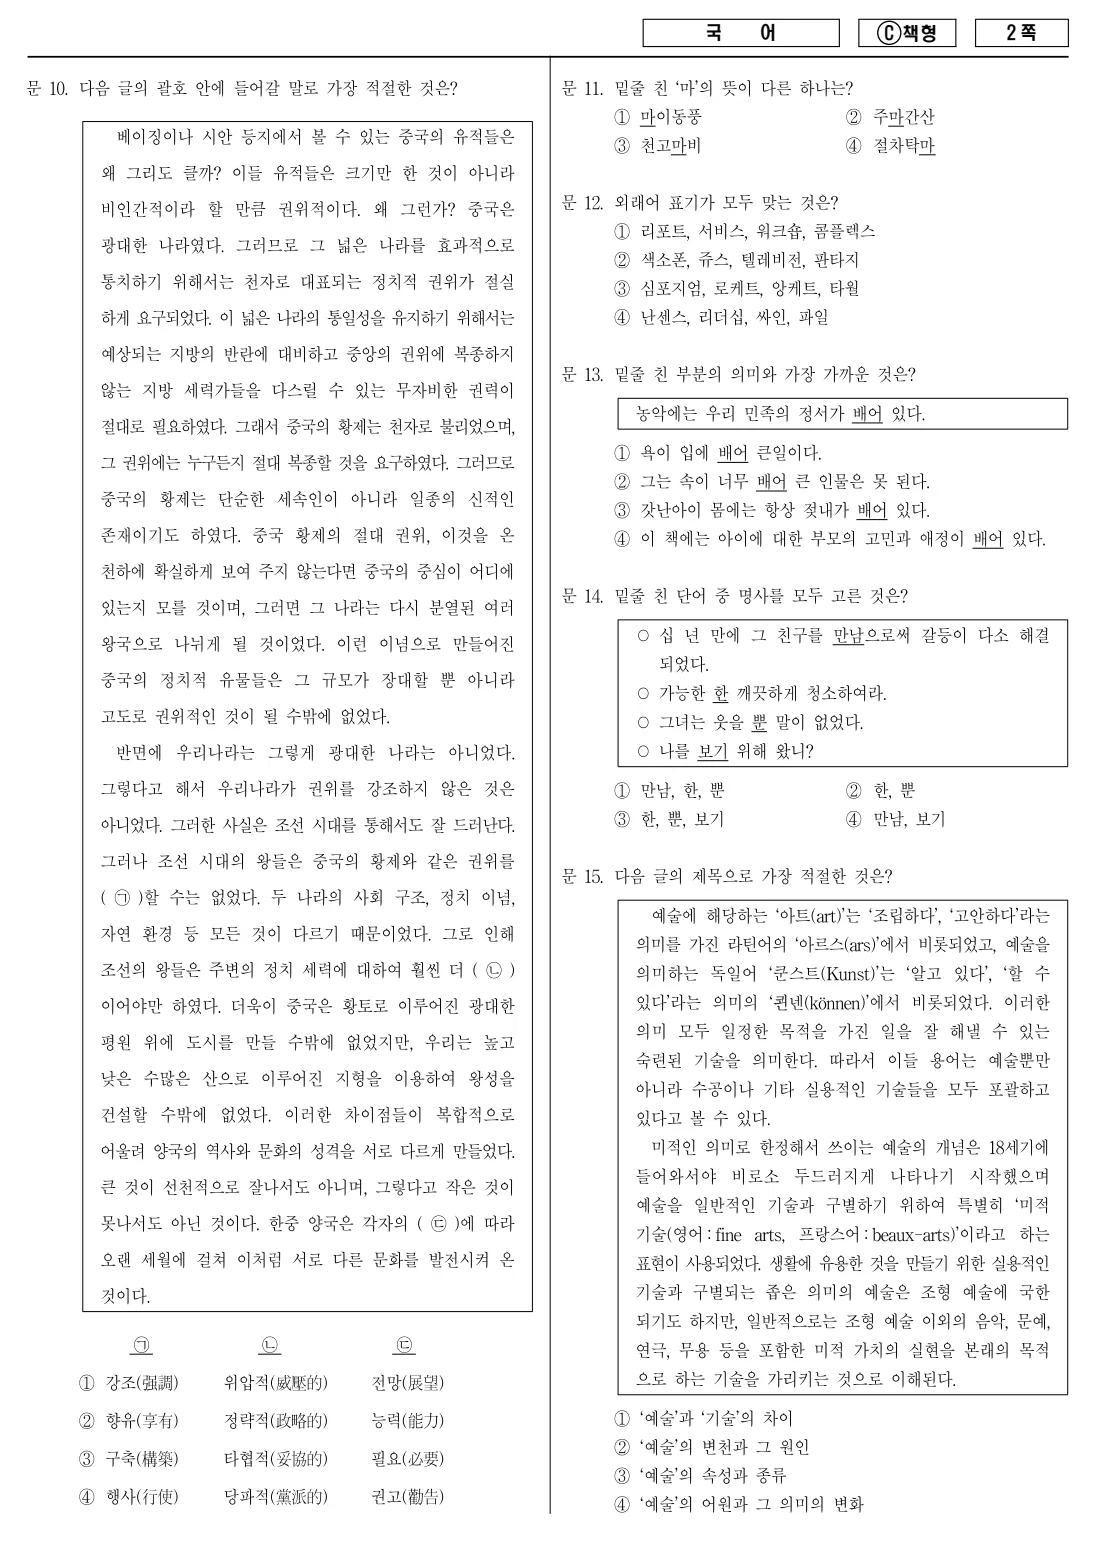 국 어
ⓒ책형
2쪽
문 10. 다음 글의 괄호 안에 들어갈 말로 가장 적절한 것은?
베이징이나 시안 등지에서 볼 수 있는 중국의 유적들은
왜 그리도 클까? 이들 유적들은 크기만 한 것이 아니라
비인간적이라 할 만큼 권위적이다. 왜 그런가? 중국은
광대한 나라였다. 그러므로 그 넓은 나라를 효과적으로
통치하기 위해서는 천자로 대표되는 정치적 권위가 절실
하게 요구되었다. 이 넓은 나라의 통일성을 유지하기 위해서는
예상되는 지방의 반란에 대비하고 중앙의 권위에 복종하지
않는 지방 세력가들을 다스릴 수 있는 무자비한 권력이
절대로 필요하였다. 그래서 중국의 황제는 천자로 불리었으며,
그 권위에는 누구든지 절대 복종할 것을 요구하였다. 그러므로
중국의 황제는 단순한 세속인이 아니라 일종의 신적인
존재이기도 하였다. 중국 황제의 절대 권위, 이것을 온
천하에 확실하게 보여 주지 않는다면 중국의 중심이 어디에
있는지 모를 것이며, 그러면 그 나라는 다시 분열된 여러
왕국으로 나뉘게 될 것이었다. 이런 이념으로 만들어진
중국의 정치적 유물들은 그 규모가 장대할 뿐 아니라
고도로 권위적인 것이 될 수밖에 없었다.
반면에 우리나라는 그렇게 광대한 나라는 아니었다.
그렇다고 해서 우리나라가 권위를 강조하지 않은 것은
아니었다. 그러한 사실은 조선 시대를 통해서도 잘 드러난다.
그러나 조선 시대의 왕들은 중국의 황제와 같은 권위를
( ㉠ )할 수는 없었다. 두 나라의 사회 구조, 정치 이념,
자연 환경 등 모든 것이 다르기 때문이었다. 그로 인해
조선의 왕들은 주변의 정치 세력에 대하여 훨씬 더 ( ㉡ )
이어야만 하였다. 더욱이 중국은 황토로 이루어진 광대한
평원 위에 도시를 만들 수밖에 없었지만, 우리는 높고
낮은 수많은 산으로 이루어진 지형을 이용하여 왕성을
건설할 수밖에 없었다. 이러한 차이점들이 복합적으로
어울려 양국의 역사와 문화의 성격을 서로 다르게 만들었다.
큰 것이 선천적으로 잘나서도 아니며, 그렇다고 작은 것이
못나서도 아닌 것이다. 한중 양국은 각자의 ( ㉢ )에 따라
오랜 세월에 걸쳐 이처럼 서로 다른 문화를 발전시켜 온
것이다.
㉠ ㉡ ㉢
① 강조(强調) 위압적(威壓的) 전망(展望)
② 향유(享有) 정략적(政略的) 능력(能力)
③ 구축(構築) 타협적(妥協的) 필요(必要)
④ 행사(行使) 당파적(黨派的) 권고(勸告)
문 11. 밑줄 친 ‘마’의 뜻이 다른 하나는?
① 마이동풍 ② 주마간산
③ 천고마비 ④ 절차탁마
문 12. 외래어 표기가 모두 맞는 것은?
① 리포트, 서비스, 워크숍, 콤플렉스
② 색소폰, 쥬스, 텔레비전, 판타지
③ 심포지엄, 로케트, 앙케트, 타월
④ 난센스, 리더십, 싸인, 파일
문 13. 밑줄 친 부분의 의미와 가장 가까운 것은?
농악에는 우리 민족의 정서가 배어 있다.
① 욕이 입에 배어 큰일이다.
② 그는 속이 너무 배어 큰 인물은 못 된다.
③ 갓난아이 몸에는 항상 젖내가 배어 있다.
④ 이 책에는 아이에 대한 부모의 고민과 애정이 배어 있다.
문 14. 밑줄 친 단어 중 명사를 모두 고른 것은?
○ 십 년 만에 그 친구를 만남으로써 갈등이 다소 해결
되었다.
○ 가능한 한 깨끗하게 청소하여라.
○ 그녀는 웃을 뿐 말이 없었다.
○ 나를 보기 위해 왔니?
① 만남, 한, 뿐 ② 한, 뿐
③ 한, 뿐, 보기 ④ 만남, 보기
문 15. 다음 글의 제목으로 가장 적절한 것은?
예술에 해당하는 ‘아트(art)’는 ‘조립하다’, ‘고안하다’라는
의미를 가진 라틴어의 ‘아르스(ars)’에서 비롯되었고, 예술을
의미하는 독일어 ‘쿤스트(Kunst)’는 ‘알고 있다’, ‘할 수
있다’라는 의미의 ‘쾬넨(können)’에서 비롯되었다. 이러한
의미 모두 일정한 목적을 가진 일을 잘 해낼 수 있는
숙련된 기술을 의미한다. 따라서 이들 용어는 예술뿐만
아니라 수공이나 기타 실용적인 기술들을 모두 포괄하고
있다고 볼 수 있다.
미적인 의미로 한정해서 쓰이는 예술의 개념은 18세기에
들어와서야 비로소 두드러지게 나타나기 시작했으며
예술을 일반적인 기술과 구별하기 위하여 특별히 ‘미적
기술(영어:fine arts, 프랑스어:beaux-arts)’이라고 하는
표현이 사용되었다. 생활에 유용한 것을 만들기 위한 실용적인
기술과 구별되는 좁은 의미의 예술은 조형 예술에 국한
되기도 하지만, 일반적으로는 조형 예술 이외의 음악, 문예,
연극, 무용 등을 포함한 미적 가치의 실현을 본래의 목적
으로 하는 기술을 가리키는 것으로 이해된다.
① ‘예술’과 ‘기술’의 차이
② ‘예술’의 변천과 그 원인
③ ‘예술’의 속성과 종류
④ ‘예술’의 어원과 그 의미의 변화